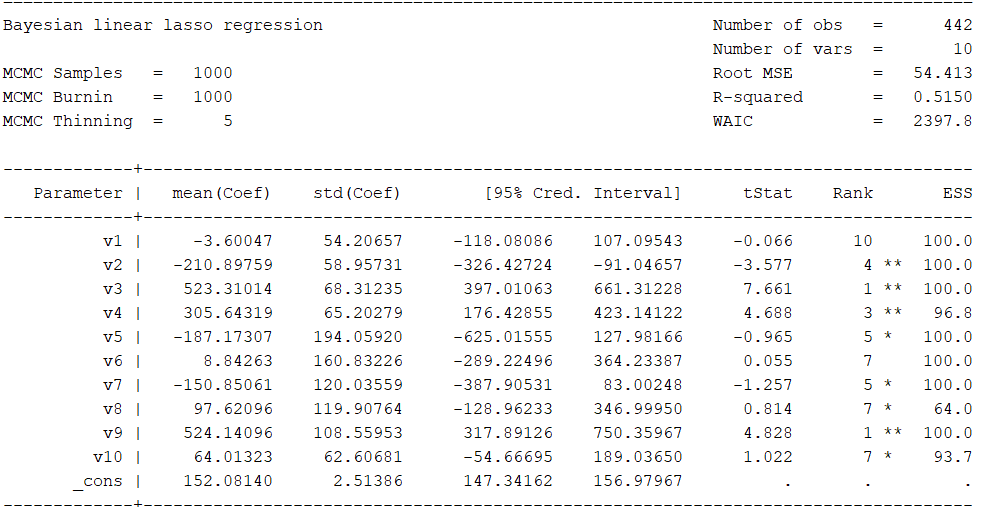 Bayesian linear lasso regression                                       Number of obs   =      442
                                                                       Number of vars  =       10
MCMC Samples   =   1000                                                Root MSE        =   54.413
MCMC Burnin    =   1000                                                R-squared       =   0.5150
MCMC Thinning  =      5                                                WAIC            =   2397.8
-------------+-----------------------------------------------------------------------------------
   Parameter |   mean(Coef)    std(Coef)        [95% Cred. Interval]      tStat    Rank       ESS
-------------+-----------------------------------------------------------------------------------
          v1 |     -3.60047     54.20657     -118.08086    107.09543     -0.066      10     100.0
          v2 |   -210.89759     58.95731     -326.42724    -91.04657     -3.577       4 **  100.0
          v3 |    523.31014     68.31235      397.01063    661.31228      7.661       1 **  100.0
          v4 |    305.64319     65.20279      176.42855    423.14122      4.688       3 **   96.8
          v5 |   -187.17307    194.05920     -625.01555    127.98166     -0.965       5 *   100.0
          v6 |      8.84263    160.83226     -289.22496    364.23387      0.055       7     100.0
          v7 |   -150.85061    120.03559     -387.90531     83.00248     -1.257       5 *   100.0
          v8 |     97.62096    119.90764     -128.96233    346.99950      0.814       7 *    64.0
          v9 |    524.14096    108.55953      317.89126    750.35967      4.828       1 **  100.0
         v10 |     64.01323     62.60681      -54.66695    189.03650      1.022       7 *    93.7
       _cons |    152.08140      2.51386      147.34162    156.97967          .       .         .
-------------+-----------------------------------------------------------------------------------